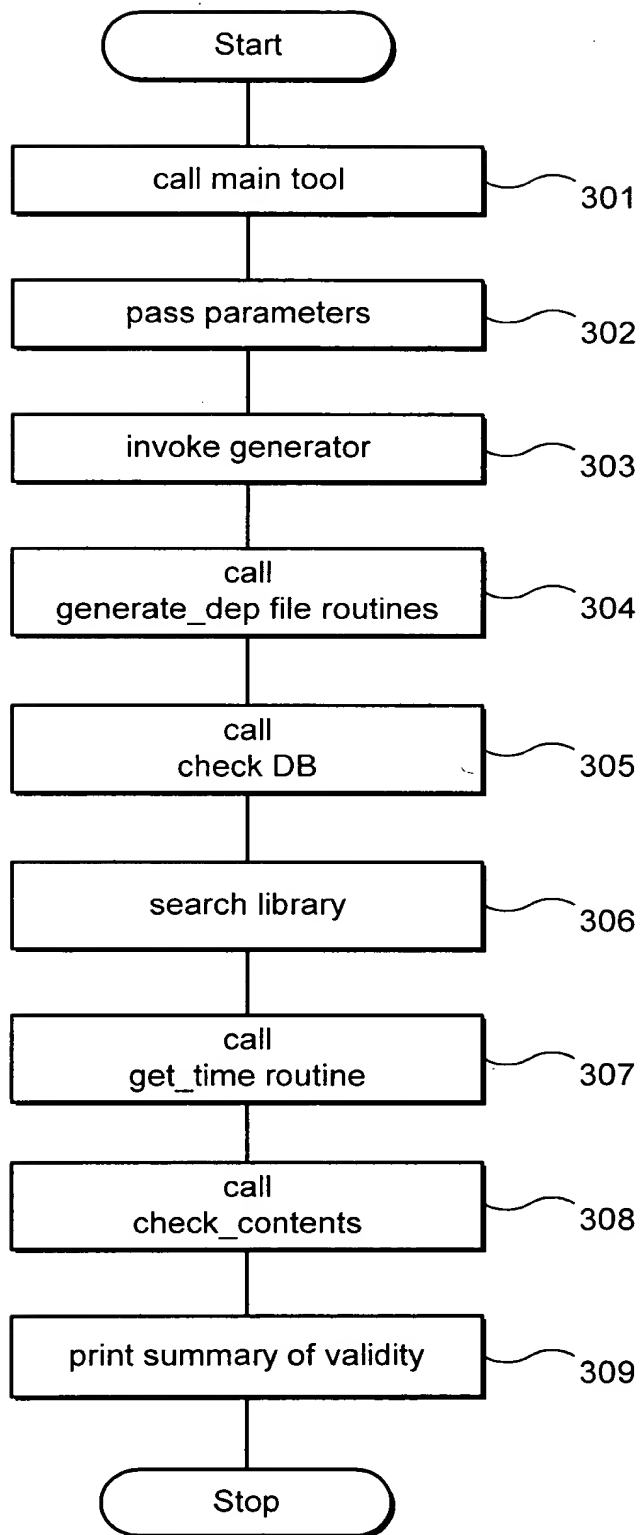 Start
call main tool
301
pass parameters
302
invoke generator
303
call
generate_dep file routines
304
call
check DB
305
search library
306
call
get_time routine
307
call
check_contents
308
print summary of validity
309
Stop